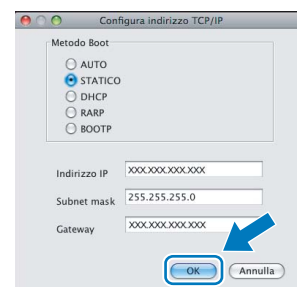 Configura indirizzo TCP/IP
Metodo Boot
AUTO
STATICO
DHCP
RARP
BOOTP
Indirizzo IP XXX.XXX.XXX.XXX
Subnet mask 255.255.255.0
Gateway XXX.XXX.XXX.XXX
OK Annulla